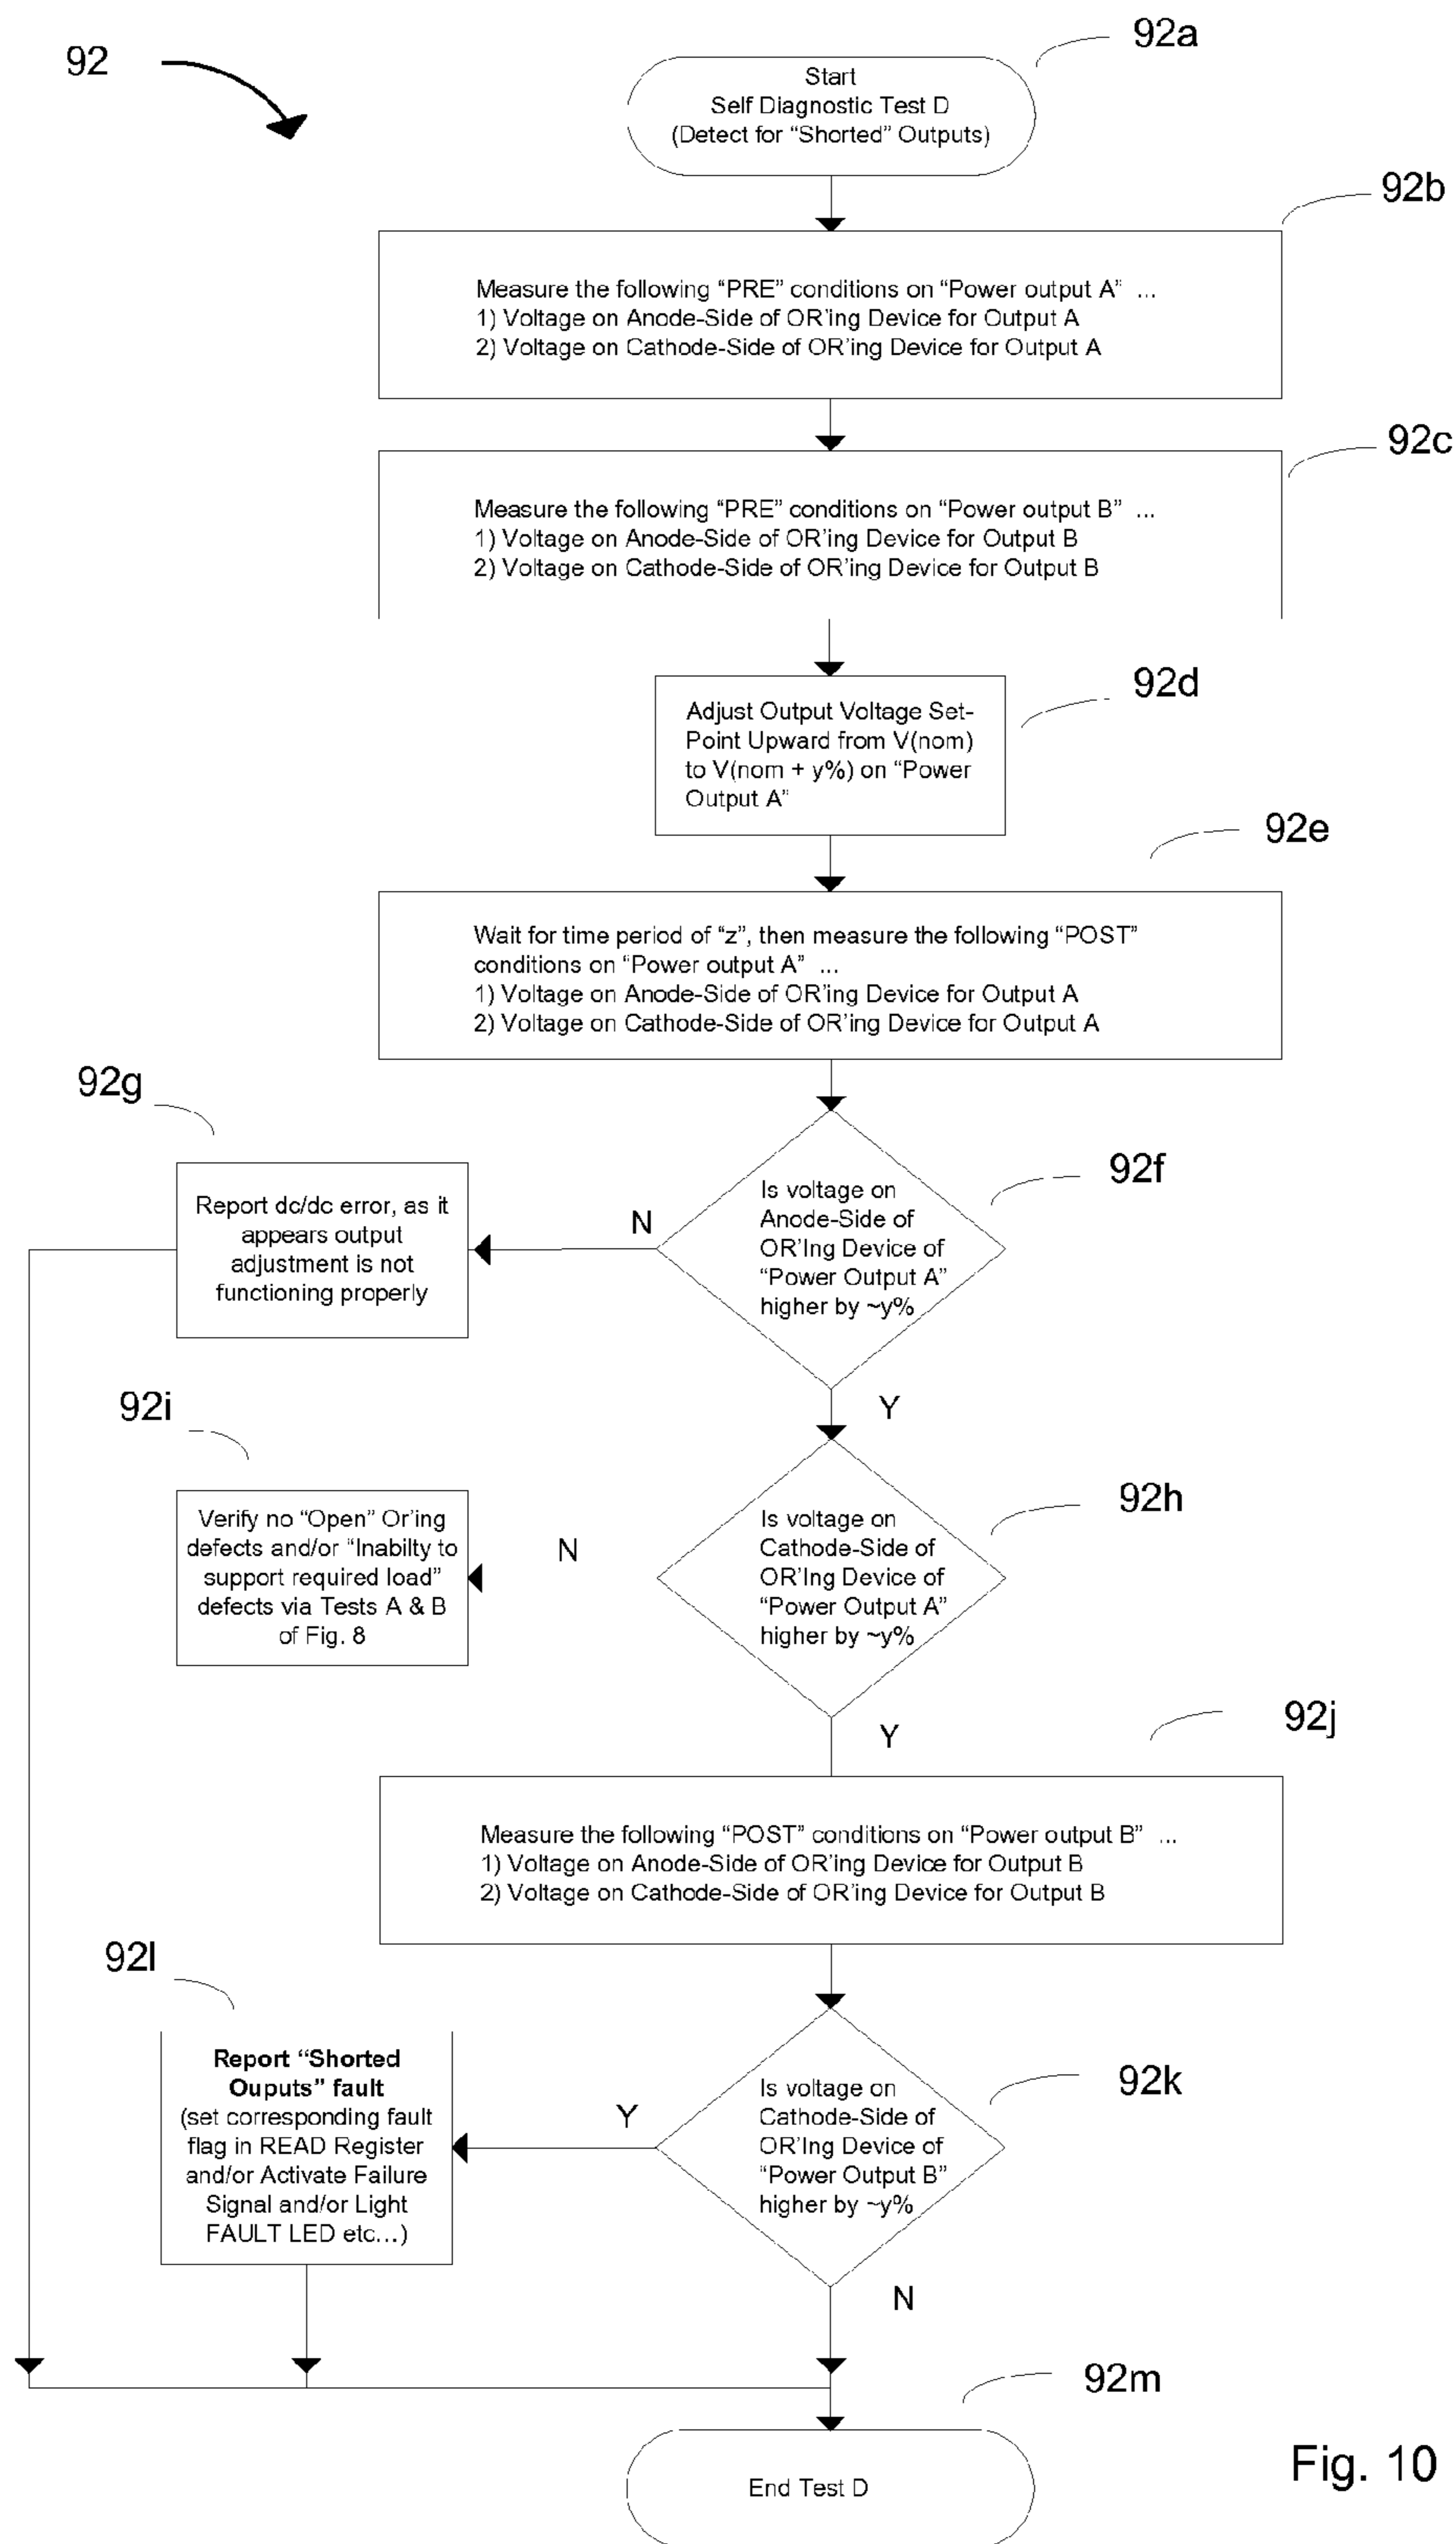 92
92a
Start
Self Diagnostic Test D
(Detect for “Shorted” Outputs)
92b
Measure the following “PRE” conditions on “Power output A” ...
1) Voltage on Anode-Side of OR’ing Device for Output A
2) Voltage on Cathode-Side of OR’ing Device for Output A
92c
Measure the following “PRE” conditions on “Power output B” ...
1) Voltage on Anode-Side of OR’ing Device for Output B
2) Voltage on Cathode-Side of OR’ing Device for Output B
92d
Adjust Output Voltage Set-
Point Upward from V(nom)
to V(nom + y%) on “Power
Output A”
92e
Wait for time period of “z”, then measure the following “POST”
conditions on “Power output A” ...
1) Voltage on Anode-Side of OR’ing Device for Output A
2) Voltage on Cathode-Side of OR’ing Device for Output A
92g
Report dc/dc error, as it
appears output
adjustment is not
functioning properly
N
92f
Is voltage on
Anode-Side of
OR’Ing Device of
“Power Output A”
higher by ~y%
Y
92i
Verify no “Open” Or’ing
defects and/or “Inabilty to
support required load”
defects via Tests A & B
of Fig. 8
N
92h
Is voltage on
Cathode-Side of
OR’Ing Device of
“Power Output A”
higher by ~y%
Y
92j
Measure the following “POST” conditions on “Power output B” ...
1) Voltage on Anode-Side of OR’ing Device for Output B
2) Voltage on Cathode-Side of OR’ing Device for Output B
92l
Report “Shorted
Ouputs” fault
(set corresponding fault
flag in READ Register
and/or Activate Failure
Signal and/or Light
FAULT LED etc...)
Y
92k
Is voltage on
Cathode-Side of
OR’Ing Device of
“Power Output B”
higher by ~y%
N
92m
End Test D
Fig. 10